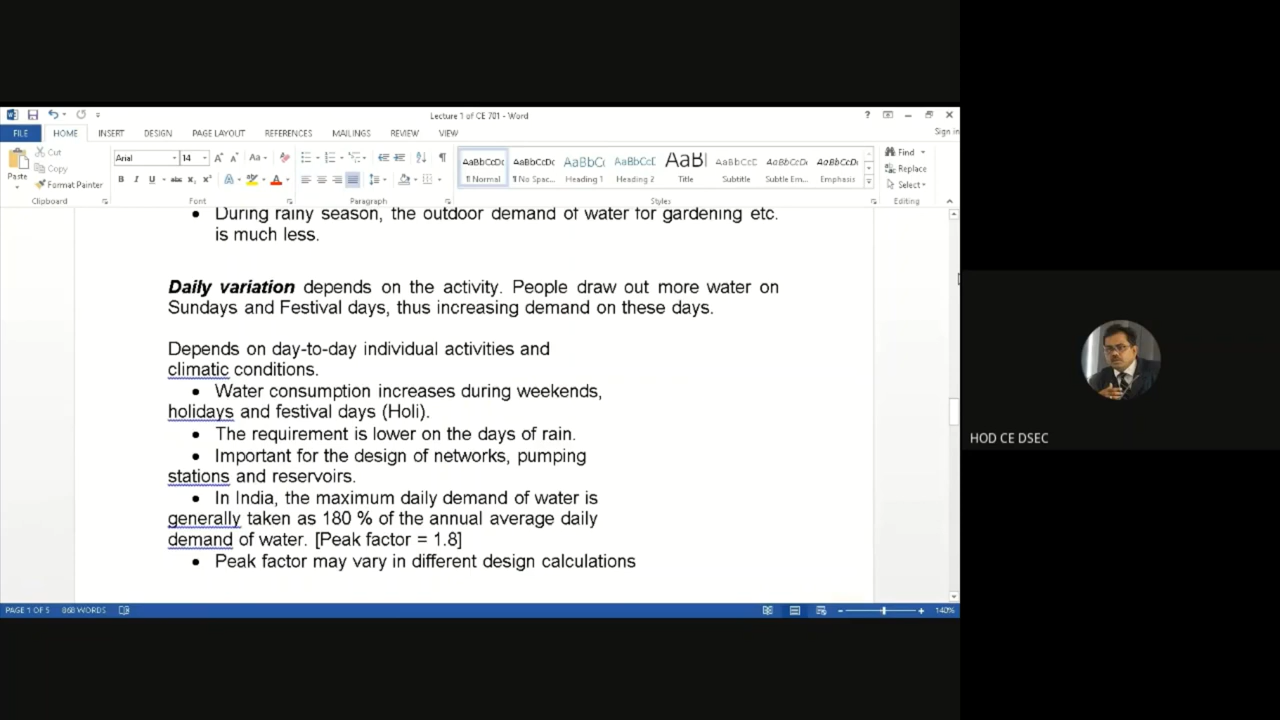 Lecture 1 of CE 701 - Word
Sign in
FILE HOME INSERT DESIGN PAGE LAYOUT REFERENCES MAILINGS REVIEW VIEW
Paste
Cut
Copy
Format Painter
Clipboard
Arial 14
Font
Paragraph
AaBbCcDc AaBbCcDc AaBbCc AaBbCcD AaBl AaBbCcC AaBbCcDc AaBbCcDc
¶ Normal ¶ No Spac... Heading 1 Heading 2 Title Subtitle Subtle Em... Emphasis
Styles
Find
Replace
Select
Editing
• During rainy season, the outdoor demand of water for gardening etc.
is much less.
Daily variation depends on the activity. People draw out more water on
Sundays and Festival days, thus increasing demand on these days.
Depends on day-to-day individual activities and
climatic conditions.
• Water consumption increases during weekends,
holidays and festival days (Holi).
• The requirement is lower on the days of rain.
• Important for the design of networks, pumping
stations and reservoirs.
• In India, the maximum daily demand of water is
generally taken as 180 % of the annual average daily
demand of water. [Peak factor = 1.8]
• Peak factor may vary in different design calculations
PAGE 1 OF 5 868 WORDS
140%
HOD CE DSEC